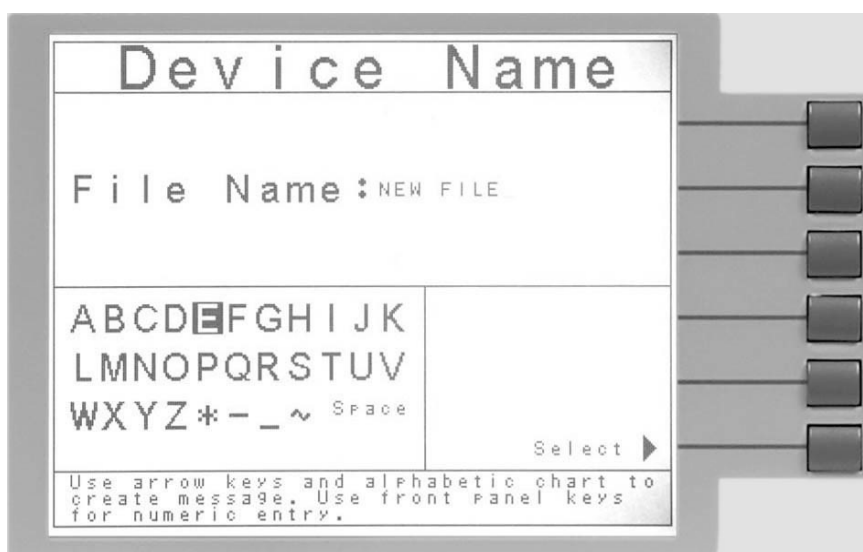 Device Name
File Name: NEW FILE
ABCDEFGHIJK
LMNOPQRSTUV
WXYZ*-_~ Space
Select ▶
Use arrow keys and alphabetic chart to
create message. Use front panel keys
for numeric entry.